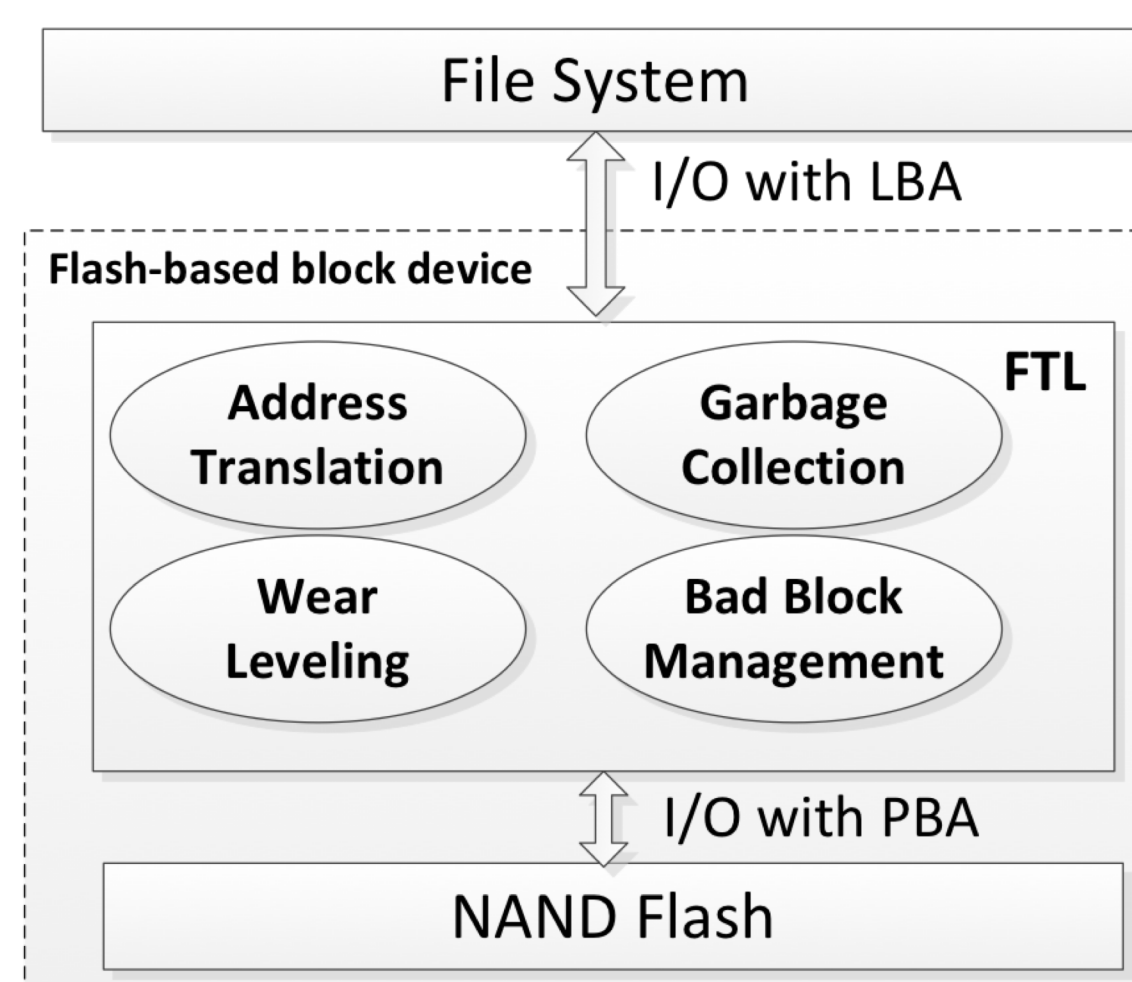 File System
I/O with LBA
Flash-based block device
FTL
Address
Translation
Garbage
Collection
Wear
Leveling
Bad Block
Management
I/O with PBA
NAND Flash